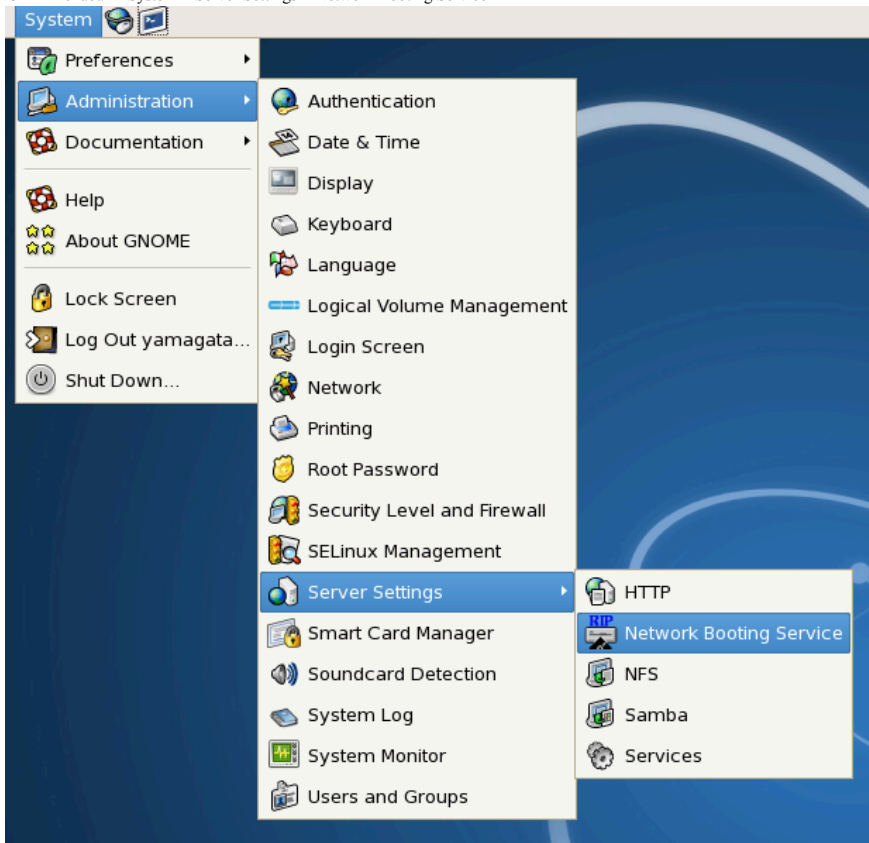 System
Preferences
Administration
Documentation
Help
About GNOME
Lock Screen
Log Out yamagata...
Shut Down...
Authentication
Date & Time
Display
Keyboard
Language
Logical Volume Management
Login Screen
Network
Printing
Root Password
Security Level and Firewall
SELinux Management
Server Settings
Smart Card Manager
Soundcard Detection
System Log
System Monitor
Users and Groups
HTTP
RIP
Network Booting Service
NFS
Samba
Services